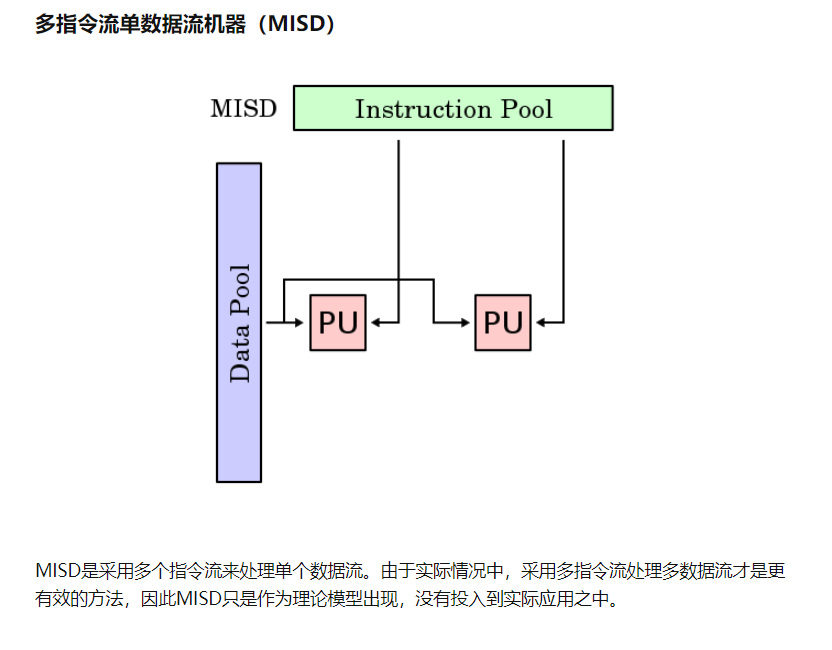 多指令流单数据流机器（MISD）
MISD
Instruction Pool
Data Pool
PU
PU
MISD是采用多个指令流来处理单个数据流。由于实际情况中，采用多指令流处理多数据流才是更
有效的方法，因此MISD只是作为理论模型出现，没有投入到实际应用之中。